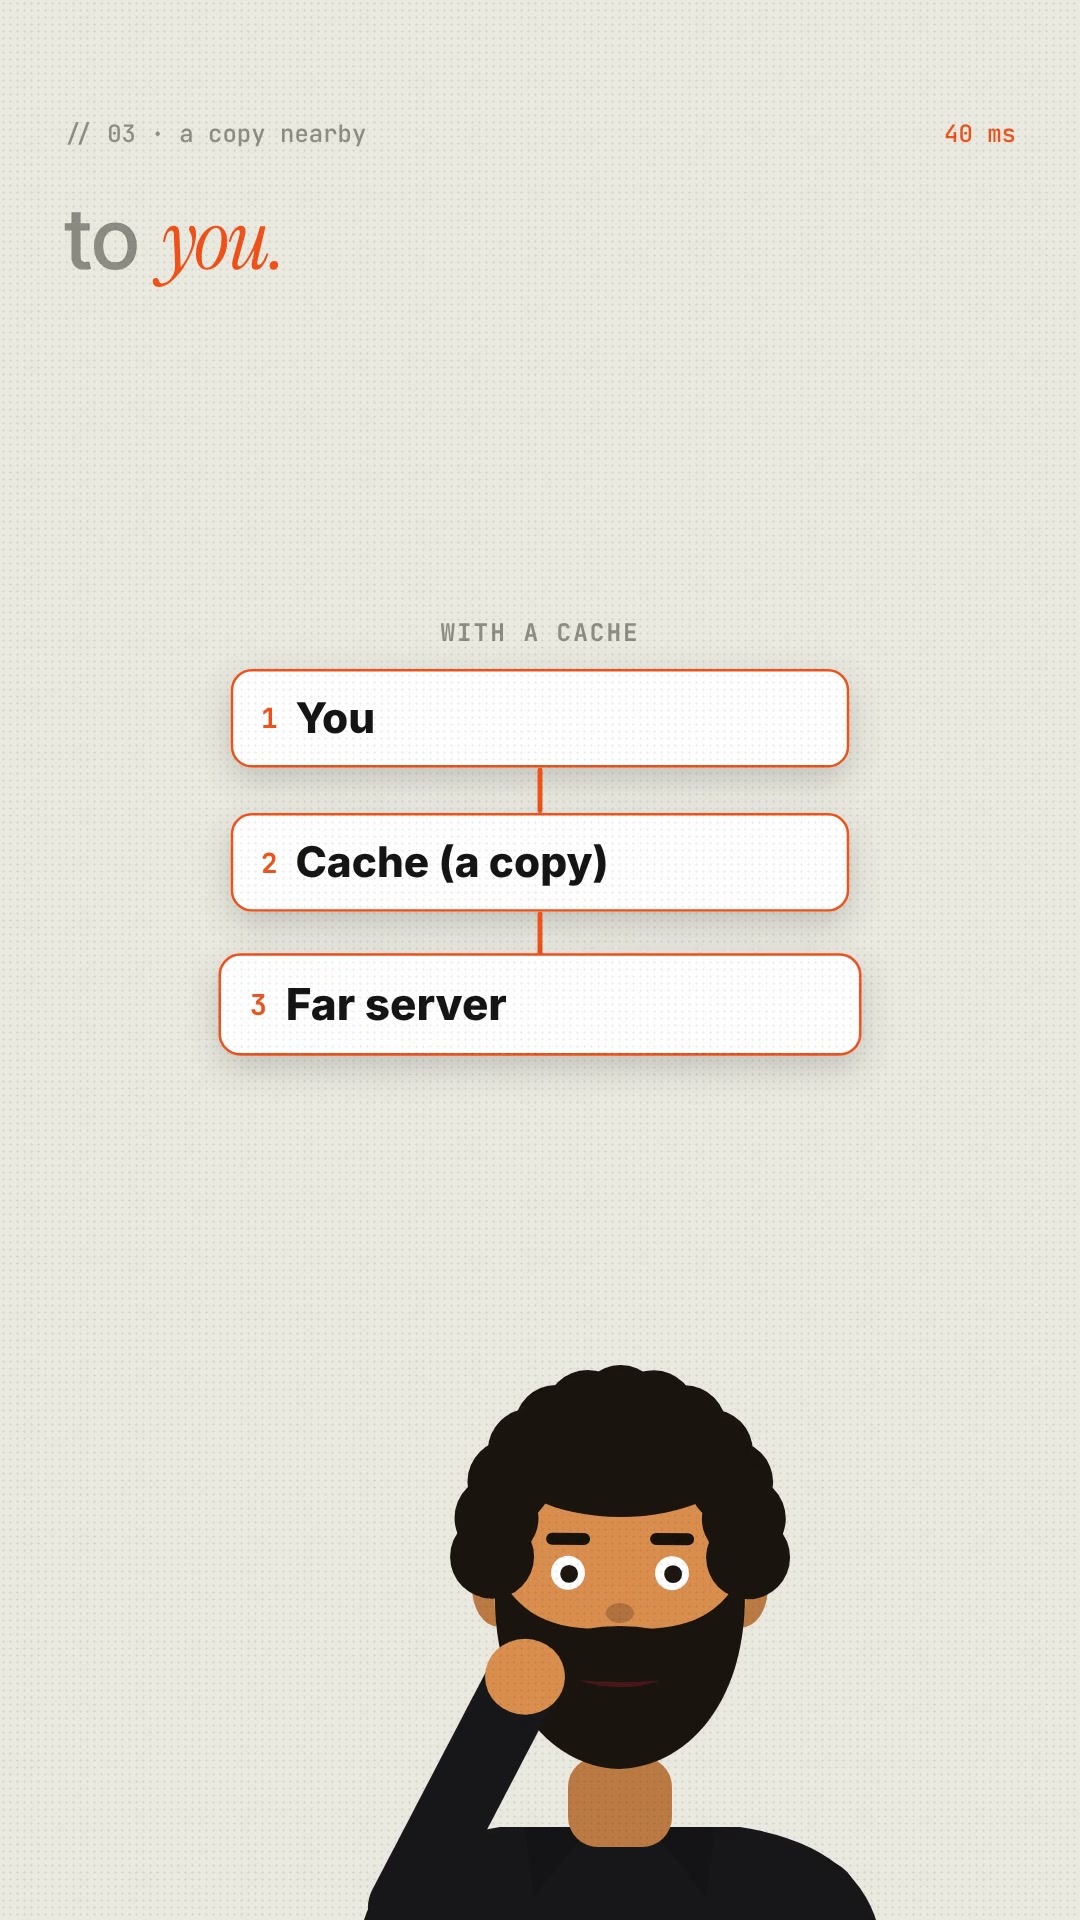 // 03 · a copy nearby
40 ms
to you.
WITH A CACHE
1 You
2 Cache (a copy)
3 Far server